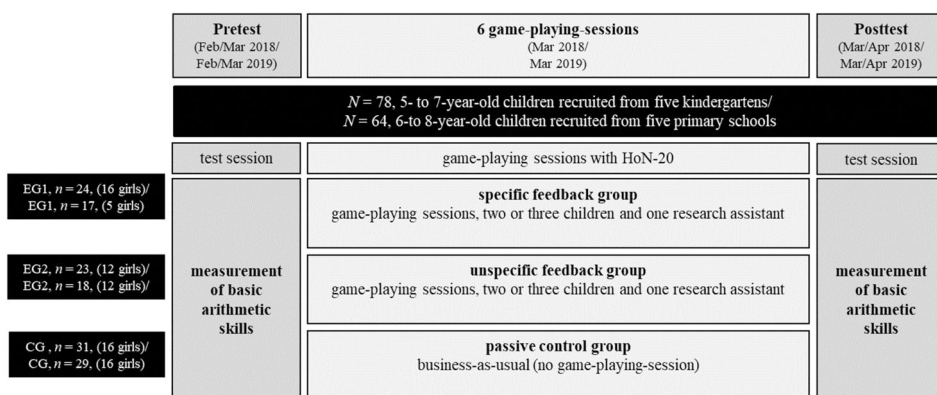 Pretest
(Feb/Mar 2018/
Feb/Mar 2019)
6 game-playing-sessions
(Mar 2018/
Mar 2019)
Posttest
(Mar/Apr 2018/
Mar/Apr 2019)
N = 78, 5- to 7-year-old children recruited from five kindergartens/
N = 64, 6-to 8-year-old children recruited from five primary schools
test session
game-playing sessions with HoN-20
test session
EG1, n = 24, (16 girls)/
EG1, n = 17, (5 girls)
specific feedback group
game-playing sessions, two or three children and one research assistant
EG2, n = 23, (12 girls)/
EG2, n = 18, (12 girls)/
measurement
of basic
arithmetic
skills
unspecific feedback group
game-playing sessions, two or three children and one research assistant
measurement
of basic
arithmetic
skills
CG , n = 31, (16 girls)/
CG, n = 29, (16 girls)
passive control group
business-as-usual (no game-playing-session)